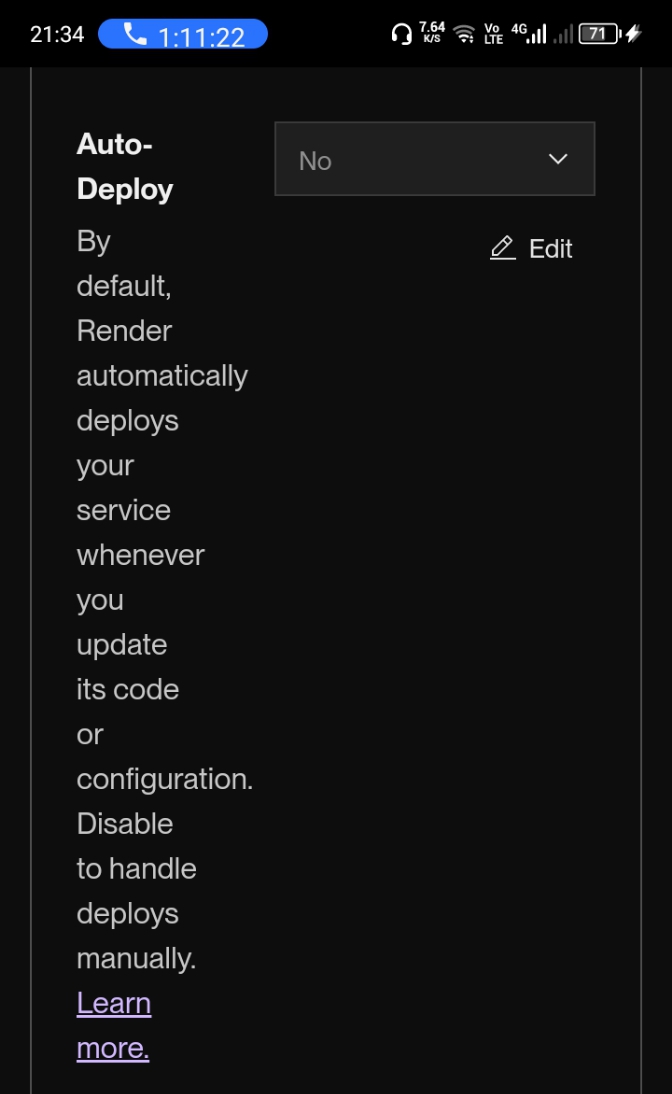 21:34 1:11:22 7.64 K/S Vo LTE 4G 71
Auto-
Deploy
No
By
default,
Render
automatically
deploys
your
service
whenever
you
update
its code
or
configuration.
Disable
to handle
deploys
manually.
Learn
more.
Edit